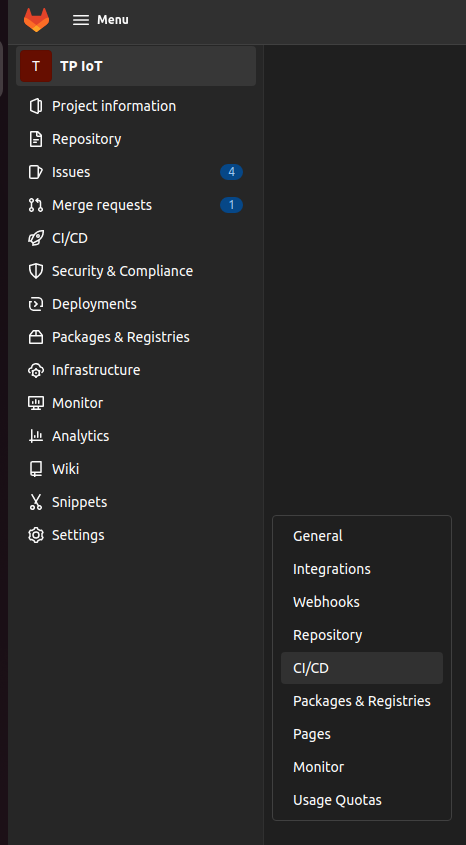 Menu
T TP IoT
Project information
Repository
Issues 4
Merge requests 1
CI/CD
Security & Compliance
Deployments
Packages & Registries
Infrastructure
Monitor
Analytics
Wiki
Snippets
Settings
General
Integrations
Webhooks
Repository
CI/CD
Packages & Registries
Pages
Monitor
Usage Quotas